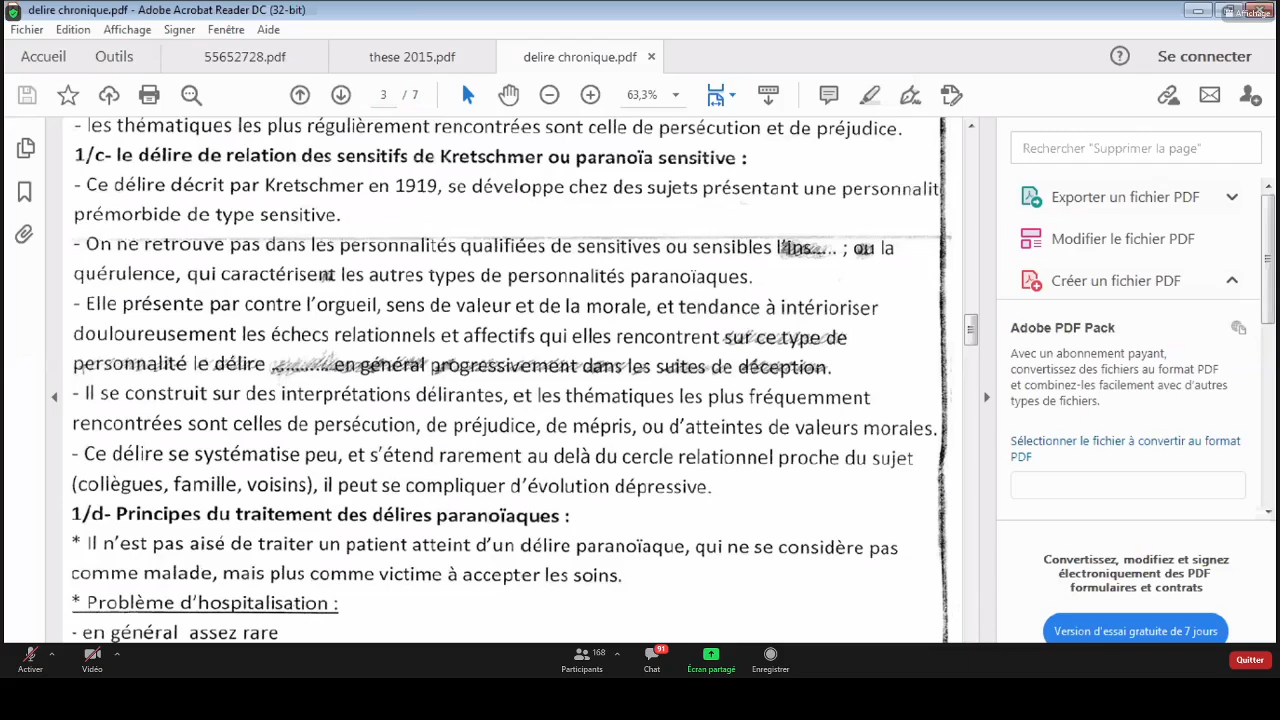 delire chronique.pdf - Adobe Acrobat Reader DC (32-bit)
Affichage
Fichier Edition Affichage Signer Fenêtre Aide
Accueil Outils 55652728.pdf these 2015.pdf delire chronique.pdf × ? Se connecter
3 / 7 63,3%
- les thématiques les plus régulièrement rencontrées sont celle de persécution et de préjudice.
1/c- le délire de relation des sensitifs de Kretschmer ou paranoïa sensitive :
- Ce délire décrit par Kretschmer en 1919, se développe chez des sujets présentant une personnalit
prémorbide de type sensitive.
- On ne retrouve pas dans les personnalités qualifiées de sensitives ou sensibles l'ins..... ; ou la
quérulence, qui caractérisent les autres types de personnalités paranoïaques.
- Elle présente par contre l'orgueil, sens de valeur et de la morale, et tendance à intérioriser
douloureusement les échecs relationnels et affectifs qui elles rencontrent sur ce type de
personnalité le délire ............en général progressivement dans les suites de déception.
- Il se construit sur des interprétations délirantes, et les thématiques les plus fréquemment
rencontrées sont celles de persécution, de préjudice, de mépris, ou d'atteintes de valeurs morales.
- Ce délire se systématise peu, et s'étend rarement au delà du cercle relationnel proche du sujet
(collègues, famille, voisins), il peut se compliquer d'évolution dépressive.
1/d- Principes du traitement des délires paranoïaques :
* Il n'est pas aisé de traiter un patient atteint d'un délire paranoïaque, qui ne se considère pas
comme malade, mais plus comme victime à accepter les soins.
* Problème d'hospitalisation :
- en général assez rare
Rechercher "Supprimer la page"
Exporter un fichier PDF
Modifier le fichier PDF
Créer un fichier PDF
Adobe PDF Pack
Avec un abonnement payant,
convertissez des fichiers au format PDF
et combinez-les facilement avec d'autres
types de fichiers.
Sélectionner le fichier à convertir au format
PDF
Convertissez, modifiez et signez
électroniquement des PDF
formulaires et contrats
Version d'essai gratuite de 7 jours
Activer Vidéo Participants 168 Chat 91 Écran partagé Enregistrer Quitter